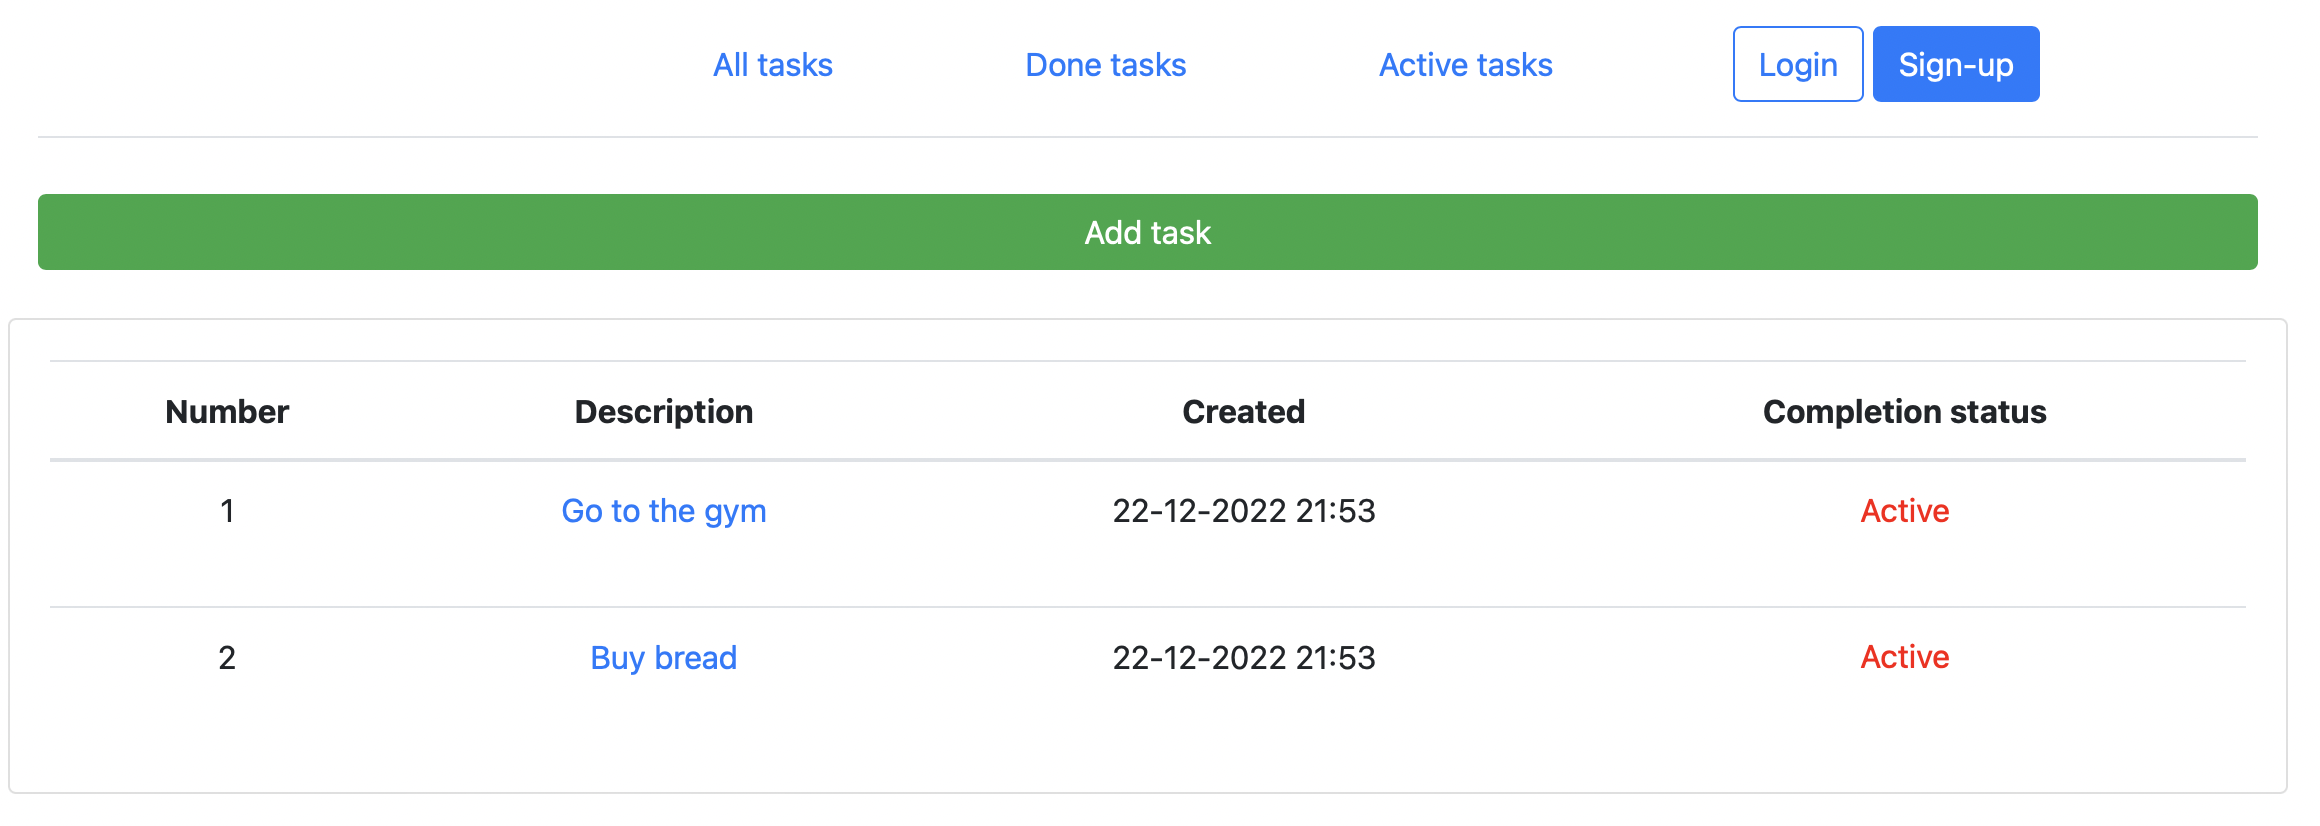 All tasks Done tasks Active tasks Login Sign-up
Add task
Number Description Created Completion status
1 Go to the gym 22-12-2022 21:53 Active
2 Buy bread 22-12-2022 21:53 Active